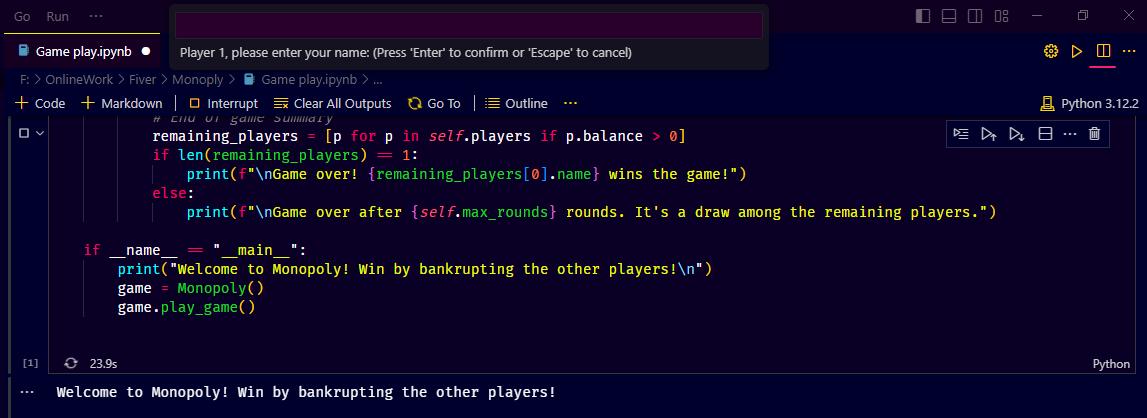 Go Run ...
Player 1, please enter your name: (Press 'Enter' to confirm or 'Escape' to cancel)
Game play.ipynb
F: > OnlineWork > Fiver > Monoply > Game play.ipynb > ...
+ Code + Markdown | Interrupt Clear All Outputs Go To | Outline ...
Python 3.12.2
# End of game summary
remaining_players = [p for p in self.players if p.balance > 0]
if len(remaining_players) == 1:
print(f"\nGame over! {remaining_players[0].name} wins the game!")
else:
print(f"\nGame over after {self.max_rounds} rounds. It's a draw among the remaining players.")
if __name__ == "__main__":
print("Welcome to Monopoly! Win by bankrupting the other players!\n")
game = Monopoly()
game.play_game()
[1] 23.9s Python
... Welcome to Monopoly! Win by bankrupting the other players!